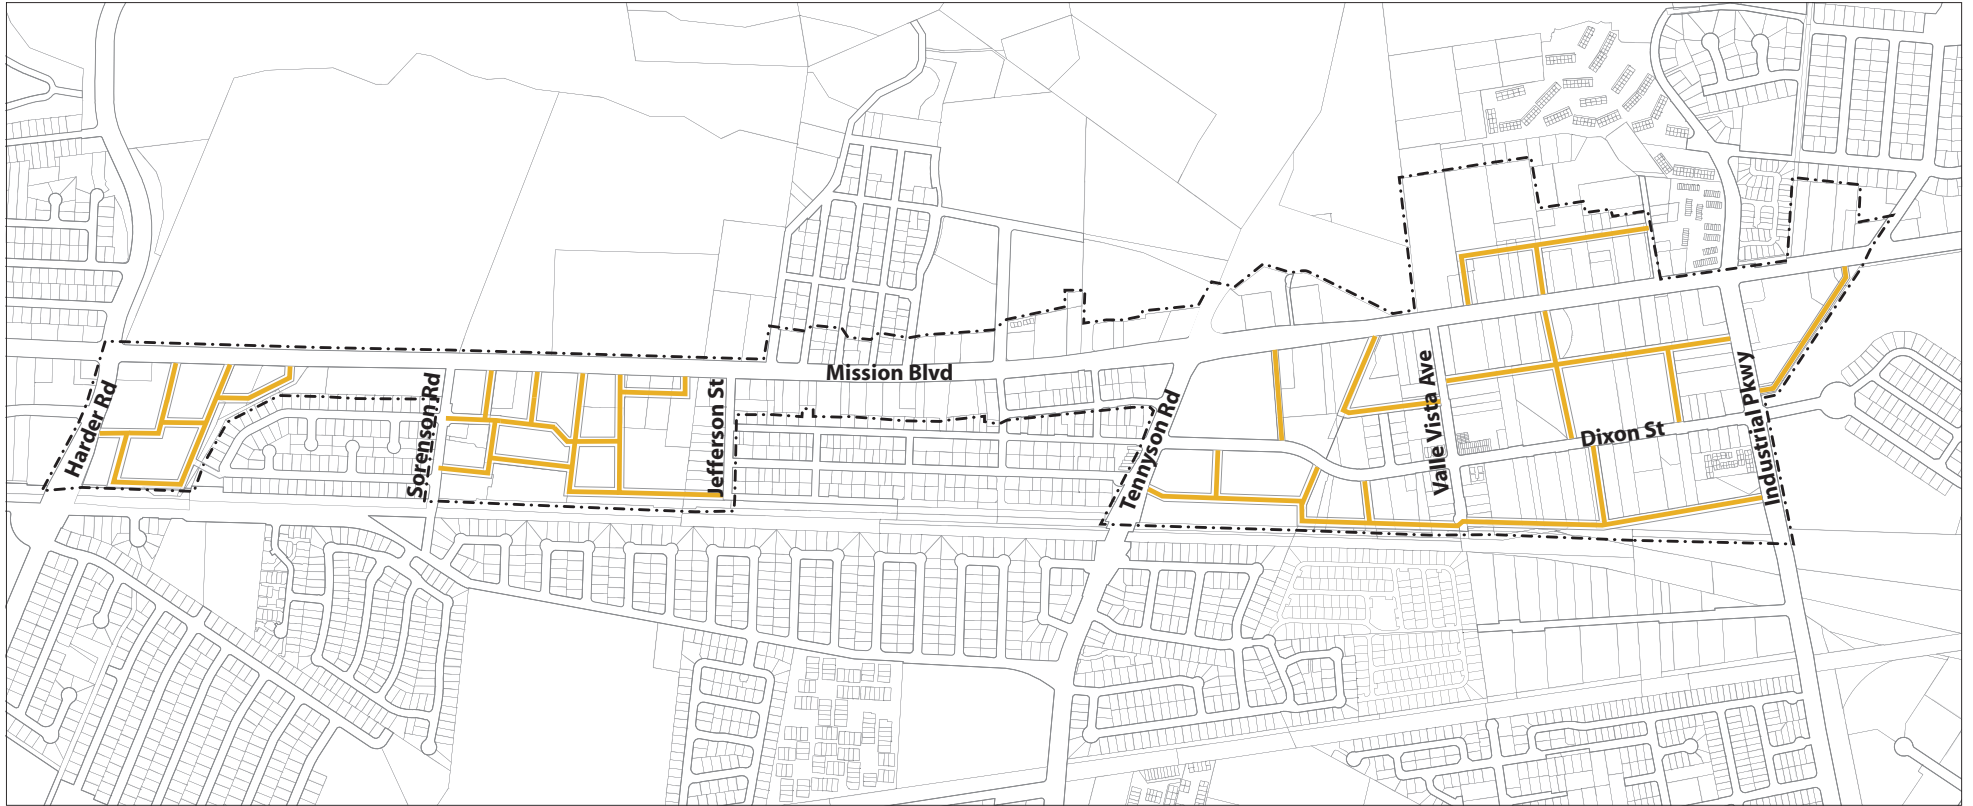 Harder Rd
Sorenson Rd
Jefferson St
Mission Blvd
Tennyson Rd
Valle Vista Ave
Dixon St
Industrial Pkwy